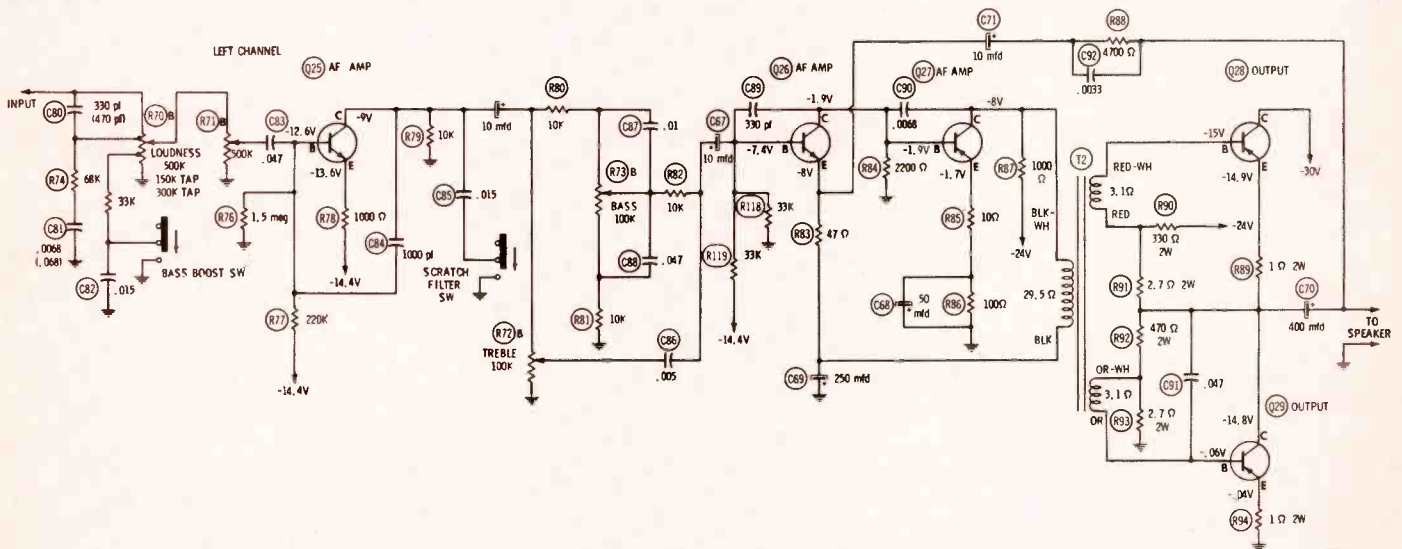 LEFT CHANNEL
INPUT
C80
330 pf
(470 pf)
R70 B
LOUDNESS
500K
150K TAP
300K TAP
R71 B
500K
C83
.047
R74
68K
33K
C81
.0068
(.068)
C82
.015
BASS BOOST SW
Q25 AF AMP
-12.6V
B
C
-9V
E
-13.6V
R76
1.5 meg
R78
1000 Ω
-14.4V
C84
1000 pf
R77
220K
-14.4V
R79
10K
C85
.015
SCRATCH
FILTER
SW
10 mfd
R80
10K
C87
.01
R73 B
BASS
100K
R82
10K
C88
.047
R81
10K
R72 B
TREBLE
100K
C86
.005
C67
10 mfd
C89
330 pf
Q26 AF AMP
-1.9V
C
-7.4V
B
E
-8V
R118
33K
R119
33K
-14.4V
R83
47 Ω
C69
250 mfd
C71
10 mfd
C92
.0033
R88
4700 Ω
Q27 AF AMP
C90
.0068
-8V
C
-1.9V
B
E
-1.7V
R84
2200 Ω
R85
10Ω
C68
50
mfd
R86
100Ω
R87
1000
Ω
BLK-
WH
-24V
29.5 Ω
BLK
T2
RED-WH
3.1Ω
RED
R90
330 Ω
2W
-24V
R91
2.7 Ω 2W
R92
470 Ω
2W
OR-WH
3.1 Ω
OR
R93
2.7 Ω
2W
C91
.047
Q28 OUTPUT
-15V
B
C
E
-14.9V
-30V
R89
1 Ω 2W
C70
400 mfd
TO
SPEAKER
Q29 OUTPUT
-14.8V
C
-.06V
B
E
-.04V
R94
1 Ω 2W